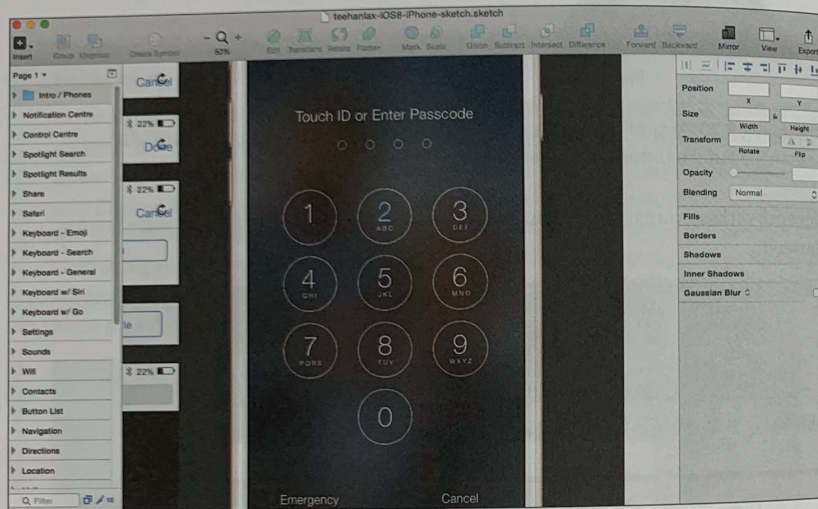 teehanlax-iOS8-iPhone-sketch.sketch
Insert Group Ungroup Create Symbol 50% Edit Transform Rotate Flatten Mask Scale Union Subtract Intersect Difference Forward Backward Mirror View Export
Page 1
Intro / Phones
Notification Centre
Control Centre
Spotlight Search
Spotlight Results
Share
Safari
Keyboard - Emoji
Keyboard - Search
Keyboard - General
Keyboard w/ Siri
Keyboard w/ Go
Settings
Sounds
Wifi
Contacts
Button List
Navigation
Directions
Location
Filter 16
Cancel
22%
Done
22%
Cancel
le
22%
Touch ID or Enter Passcode
1 2 3
ABC DEF
4 5 6
GHI JKL MNO
7 8 9
PQRS TUV WXYZ
0
Emergency Cancel
Position
X Y
Size
Width Height
Transform
Rotate Flip
Opacity
Blending Normal
Fills
Borders
Shadows
Inner Shadows
Gaussian Blur